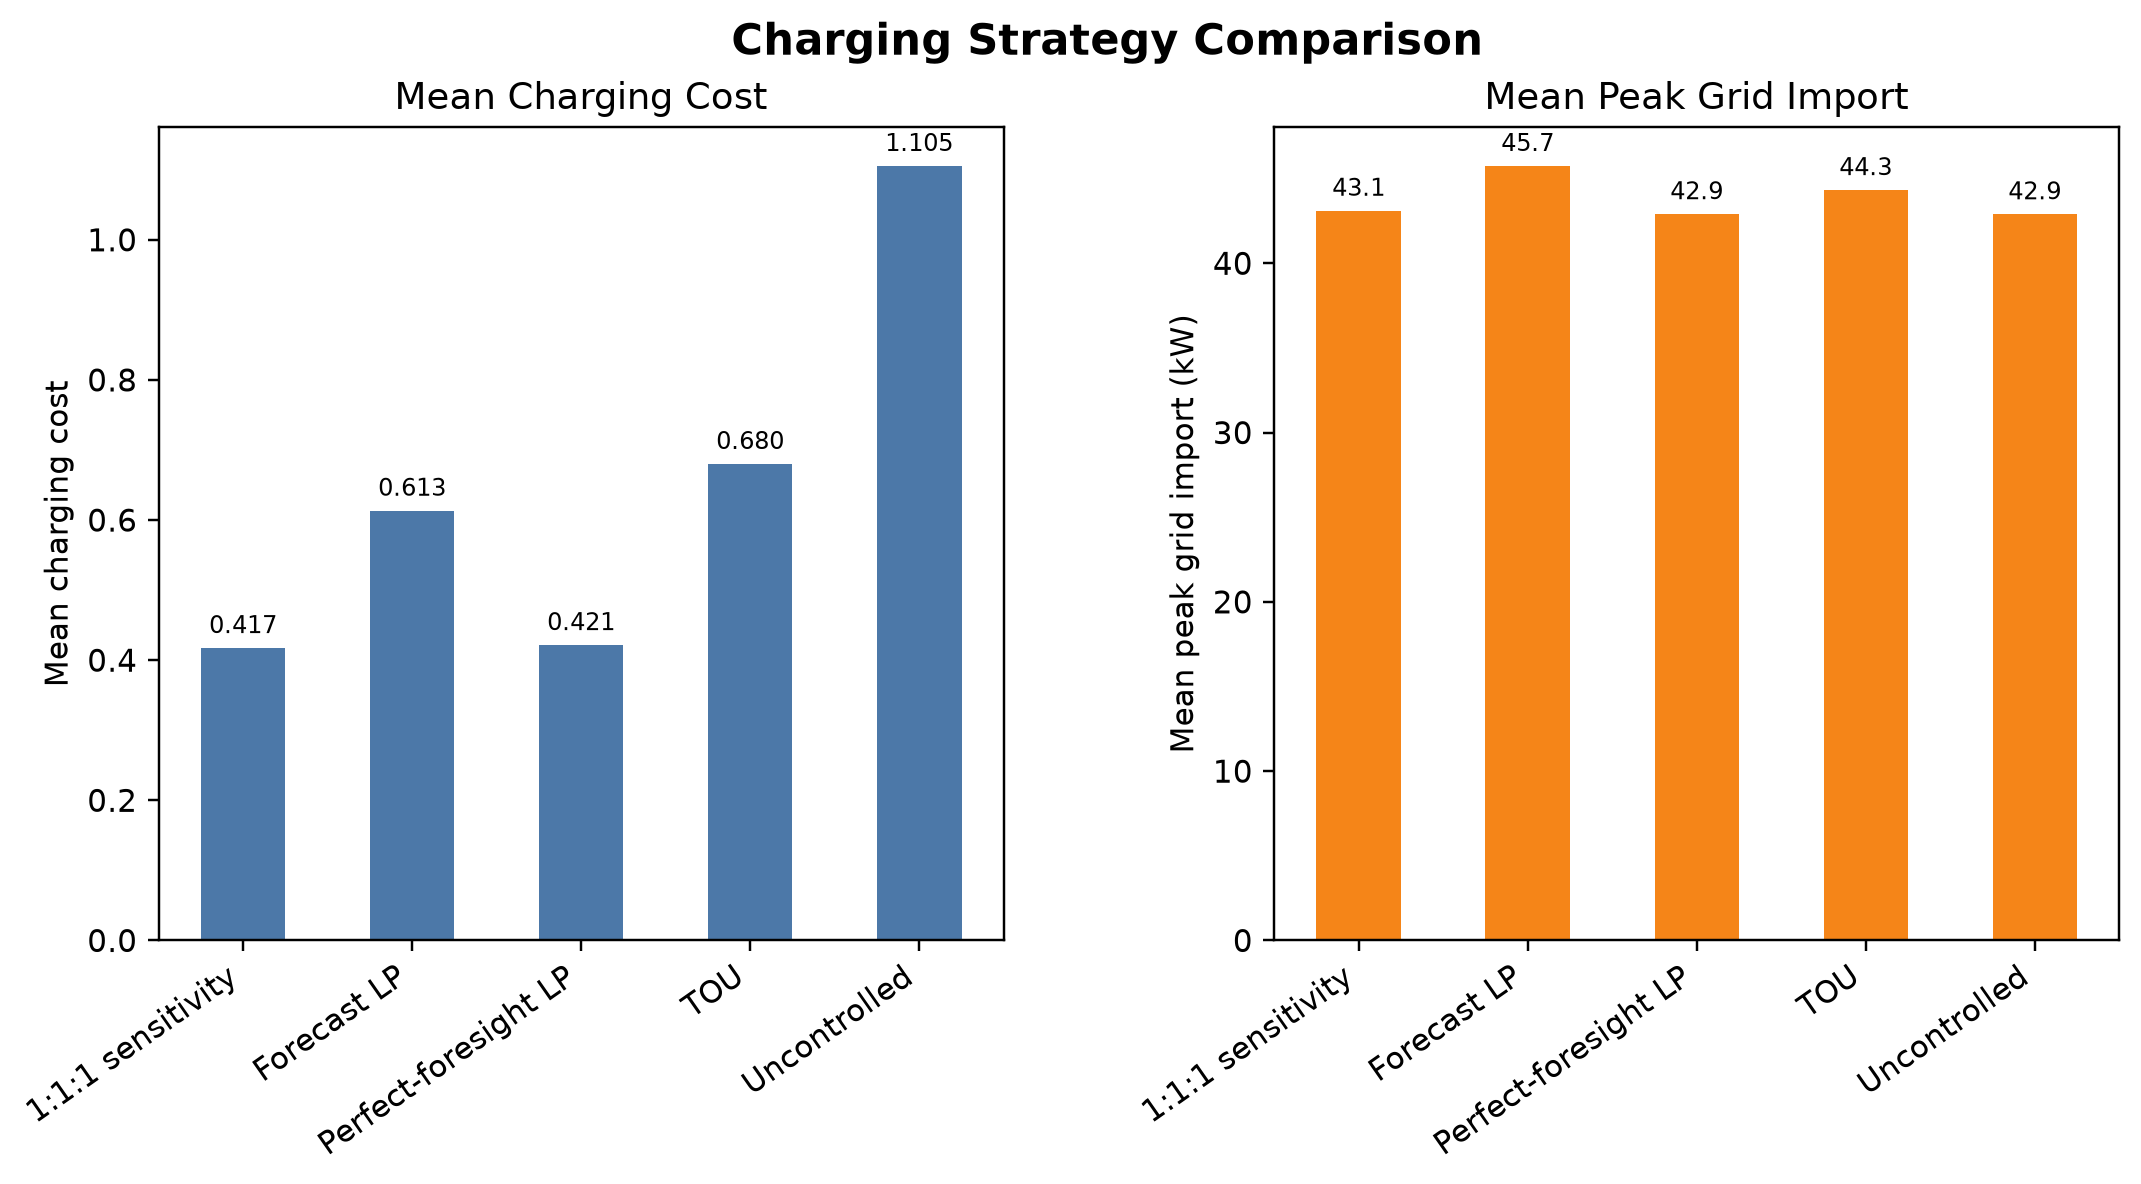 Charging Strategy Comparison
Mean Charging Cost
Mean charging cost
1.0
0.8
0.6
0.4
0.2
0.0
0.417
0.613
0.421
0.680
1.105
1:1:1 sensitivity
Forecast LP
Perfect-foresight LP
TOU
Uncontrolled
Mean Peak Grid Import
Mean peak grid import (kW)
40
30
20
10
0
43.1
45.7
42.9
44.3
42.9
1:1:1 sensitivity
Forecast LP
Perfect-foresight LP
TOU
Uncontrolled